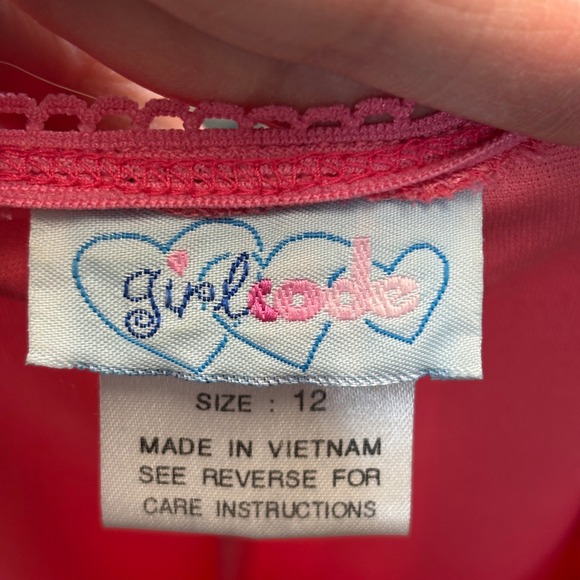 girlcode
SIZE : 12
MADE IN VIETNAM
SEE REVERSE FOR
CARE INSTRUCTIONS